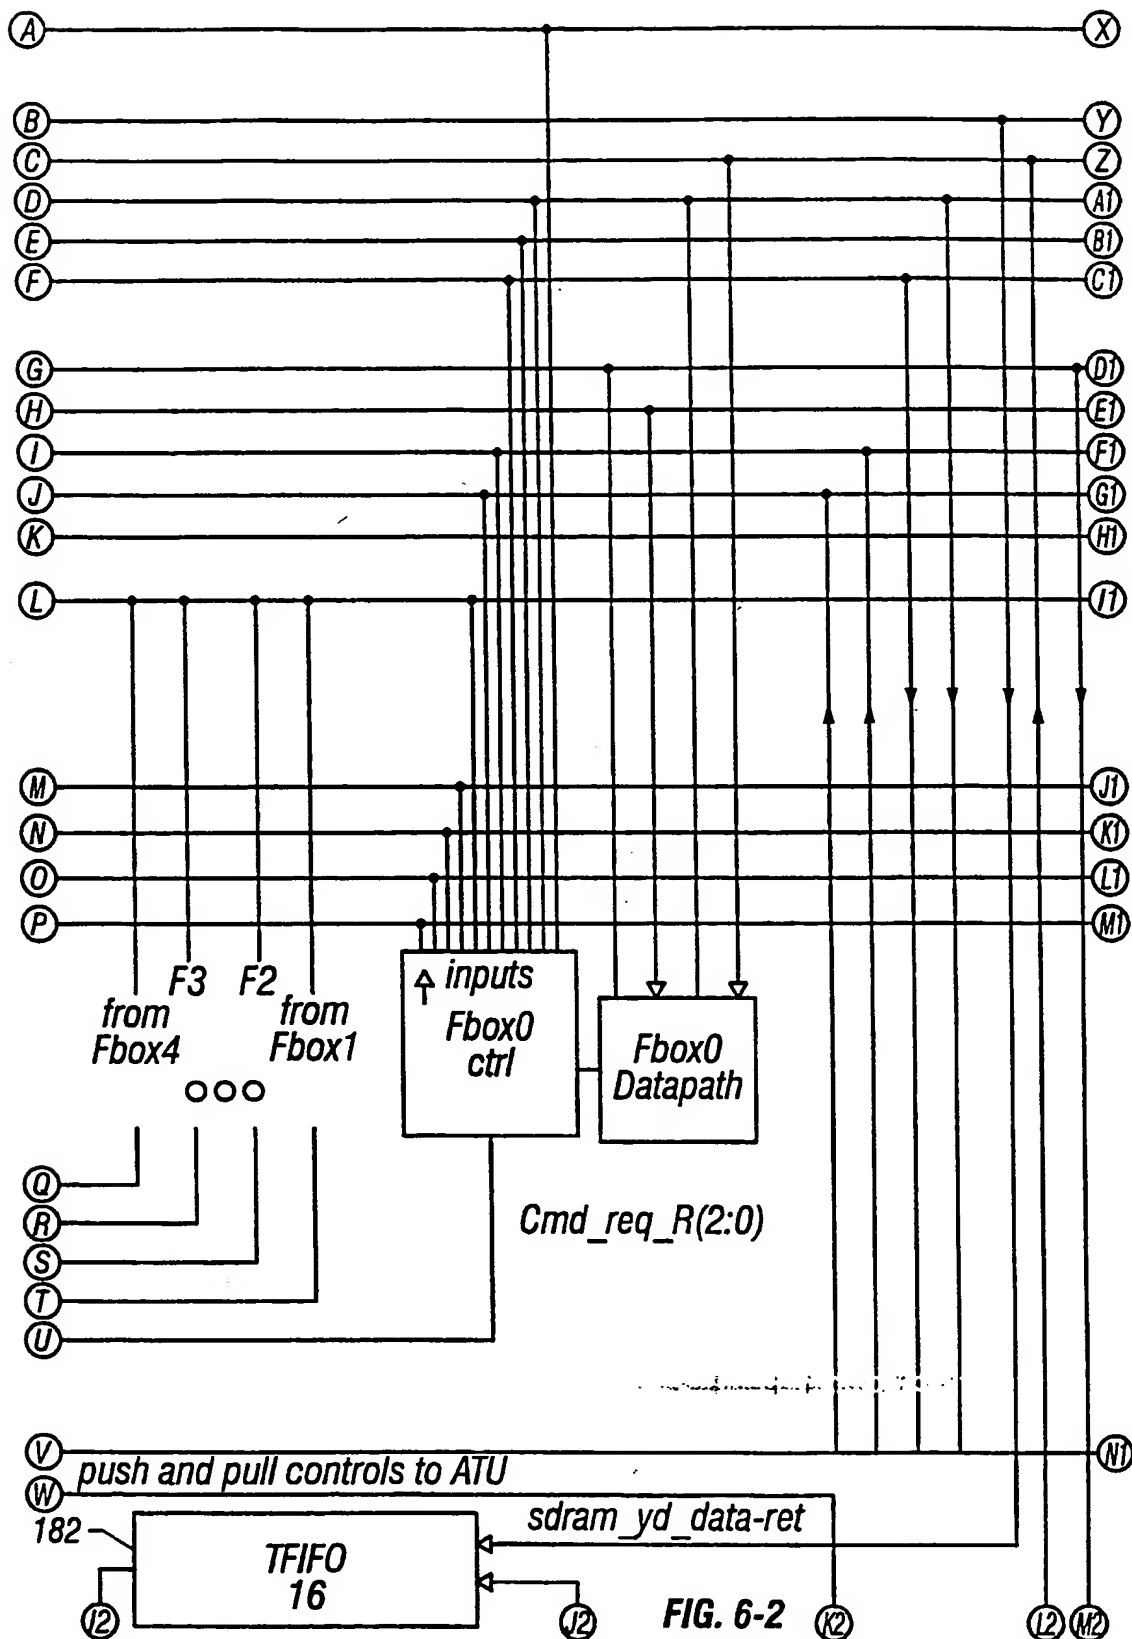 A X
B Y
C Z
D A1
E B1
F C1
G D1
H E1
I F1
J G1
K H1
L I1
M J1
N K1
O L1
P M1
F3 F2
from
Fbox4
from
Fbox1
inputs
Fbox0
ctrl
Fbox0
Datapath
Q
R
S
T
U
Cmd_req_R(2:0)
V N1
push and pull controls to ATU
W
182
TFIFO
16
sdram_yd_data-ret
I2 J2 K2 L2 M2
FIG. 6-2